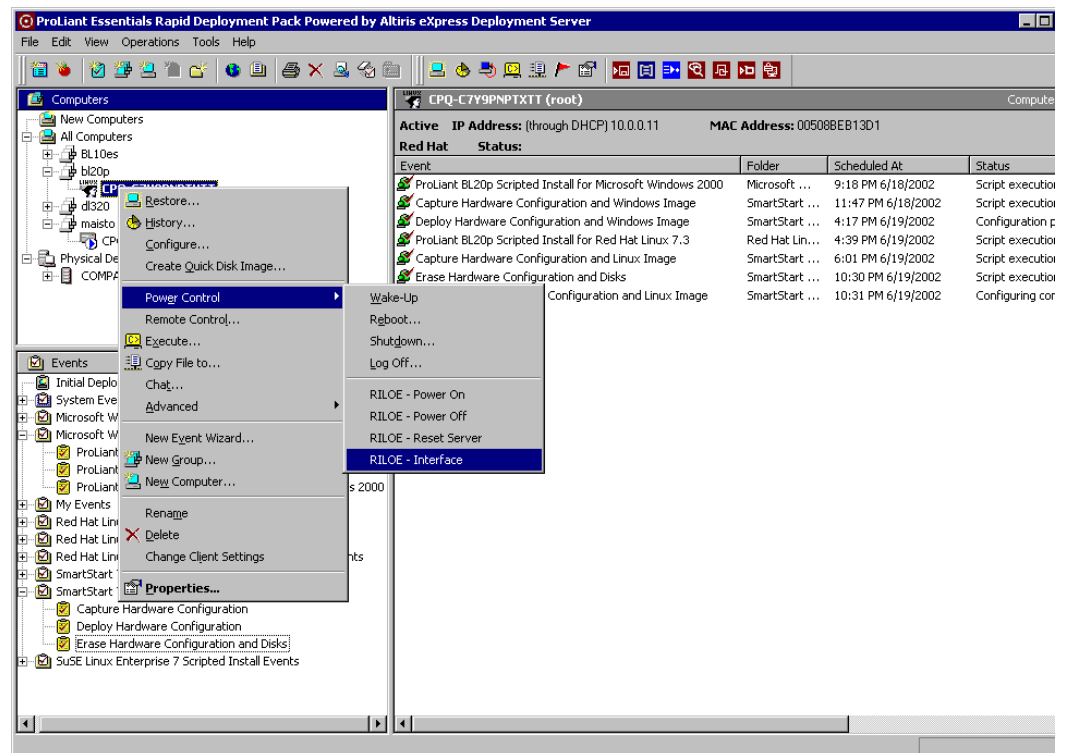 ProLiant Essentials Rapid Deployment Pack Powered by Altiris eXpress Deployment Server
File Edit View Operations Tools Help
Computers
New Computers
All Computers
BL10es
bl20p
dl320
maisto
Physical De
COMPA
LINUX
CPQ-C7Y9PNPTXTT (root)
Compute
Active IP Address: (through DHCP) 10.0.0.11 MAC Address: 00508BEB13D1
Red Hat Status:
Event Folder Scheduled At Status
ProLiant BL20p Scripted Install for Microsoft Windows 2000 Microsoft ... 9:18 PM 6/18/2002 Script execution
Capture Hardware Configuration and Windows Image SmartStart ... 11:47 PM 6/18/2002 Script execution
Deploy Hardware Configuration and Windows Image SmartStart ... 4:17 PM 6/19/2002 Configuration p
ProLiant BL20p Scripted Install for Red Hat Linux 7.3 Red Hat Lin... 4:39 PM 6/19/2002 Script execution
Capture Hardware Configuration and Linux Image SmartStart ... 6:01 PM 6/19/2002 Script execution
Erase Hardware Configuration and Disks SmartStart ... 10:30 PM 6/19/2002 Script execution
Configuration and Linux Image SmartStart ... 10:31 PM 6/19/2002 Configuring cor
Restore...
History...
Configure...
Create Quick Disk Image...
Power Control
Remote Control...
Execute...
Copy File to...
Chat...
Advanced
New Event Wizard...
New Group...
New Computer...
Rename
Delete
Change Client Settings
Properties...
Wake-Up
Reboot...
Shutdown...
Log Off...
RILOE - Power On
RILOE - Power Off
RILOE - Reset Server
RILOE - Interface
Events
Initial Deplo
System Eve
Microsoft W
Microsoft W
ProLiant
ProLiant
ProLiant s 2000
My Events
Red Hat Lin
Red Hat Lin
Red Hat Lin nts
SmartStart
SmartStart
Capture Hardware Configuration
Deploy Hardware Configuration
Erase Hardware Configuration and Disks
SuSE Linux Enterprise 7 Scripted Install Events